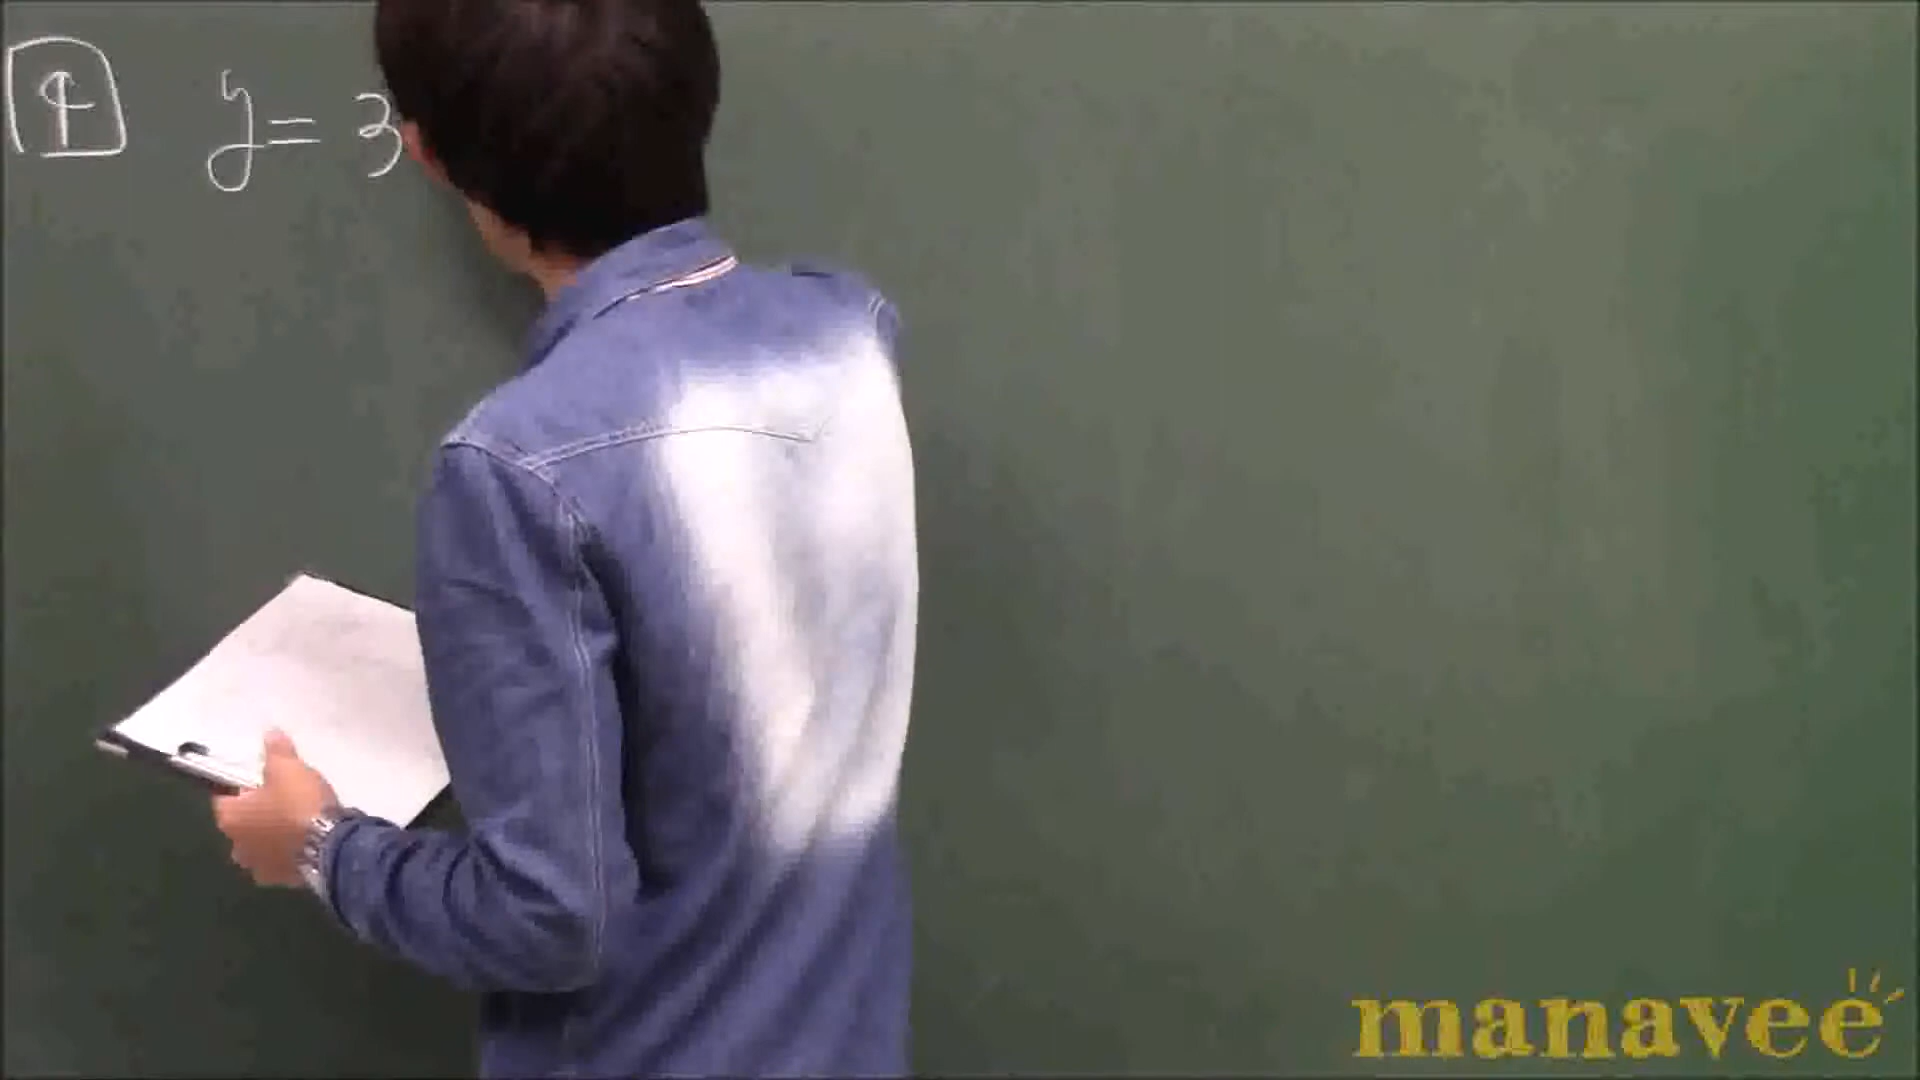 4 y = 3
manavee